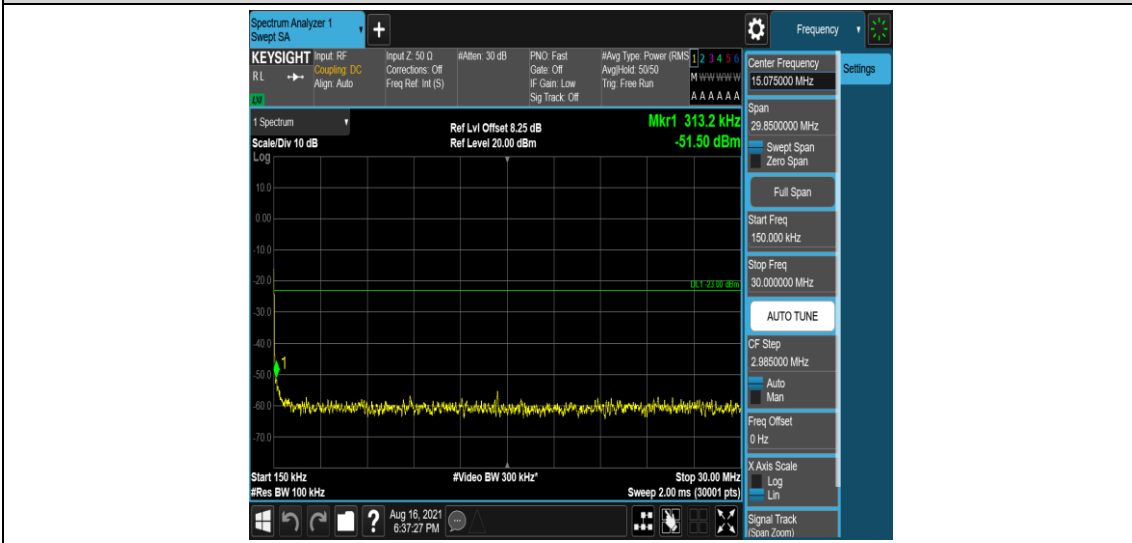 Spectrum Analyzer 1
Swept SA
+
Frequency
KEYSIGHT
Input: RF
Coupling: DC
Align: Auto
Input Z: 50 Ω
Corrections: Off
Freq Ref: Int (S)
#Atten: 30 dB
PNO: Fast
Gate: Off
IF Gain: Low
Sig Track: Off
#Avg Type: Power (RMS
Avg|Hold: 50/50
Trig: Free Run
1 2 3 4 5 6
M W W W W W
A A A A A A
R L
LXI
1 Spectrum
Ref Lvl Offset 8.25 dB
Mkr1 313.2 kHz
Scale/Div 10 dB
Ref Level 20.00 dBm
-51.50 dBm
Log
10.0
0.00
-10.0
-20.0
DL1 -23.00 dBm
-30.0
-40.0
1
-50.0
-60.0
-70.0
Start 150 kHz
#Video BW 300 kHz*
Stop 30.00 MHz
#Res BW 100 kHz
Sweep 2.00 ms (30001 pts)
?
Aug 16, 2021
6:37:27 PM
Center Frequency
15.075000 MHz
Settings
Span
29.8500000 MHz
Swept Span
Zero Span
Full Span
Start Freq
150.000 kHz
Stop Freq
30.000000 MHz
AUTO TUNE
CF Step
2.985000 MHz
Auto
Man
Freq Offset
0 Hz
X Axis Scale
Log
Lin
Signal Track
(Span Zoom)